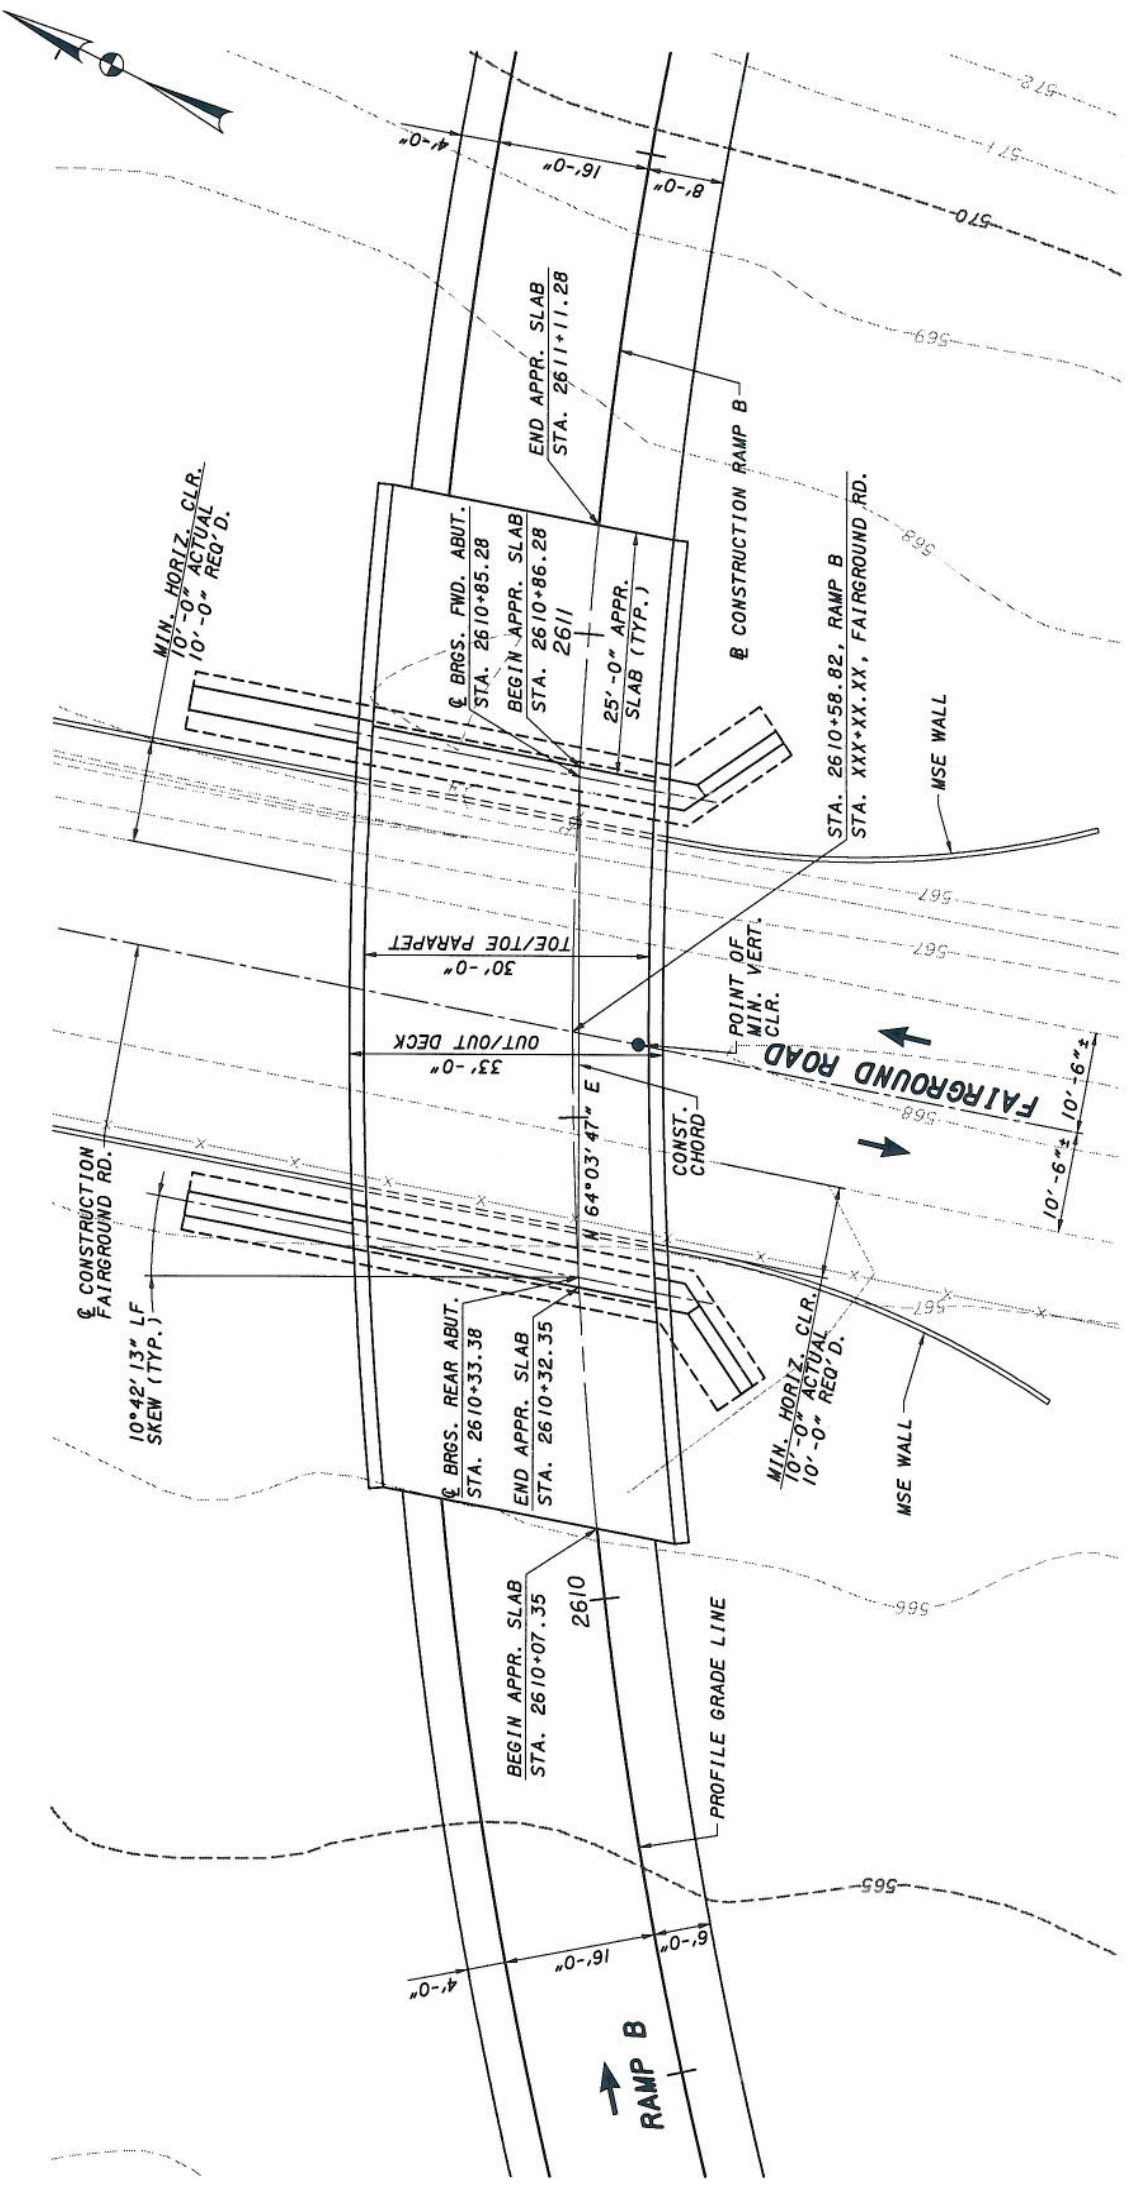 572
571
570
569
568
4'-0"
16'-0"
8'-0"
MIN. HORIZ. CLR.
10'-0" ACTUAL
10'-0" REQ'D.
END APPR. SLAB
STA. 2611+11.28
℄ BRGS. FWD. ABUT.
STA. 2610+85.28
BEGIN APPR. SLAB
STA. 2610+86.28
2611
25'-0" APPR.
SLAB (TYP.)
℄ CONSTRUCTION RAMP B
STA. 2610+58.82, RAMP B
STA. XXX+XX.XX, FAIRGROUND RD.
MSE WALL
567
567
30'-0"
TOE/TOE PARAPET
33'-0"
OUT/OUT DECK
POINT OF
MIN. VERT.
CLR.
FAIRGROUND ROAD
568
10'-6"±
10'-6"±
N 64°03'47" E
CONST.
CHORD
℄ CONSTRUCTION
FAIRGROUND RD.
10°42'13" LF
SKEW (TYP.)
℄ BRGS. REAR ABUT.
STA. 2610+33.38
END APPR. SLAB
STA. 2610+32.35
MIN. HORIZ. CLR.
10'-0" ACTUAL
10'-0" REQ'D.
567
MSE WALL
566
BEGIN APPR. SLAB
STA. 2610+07.35
2610
PROFILE GRADE LINE
565
4'-0"
16'-0"
6'-0"
RAMP B